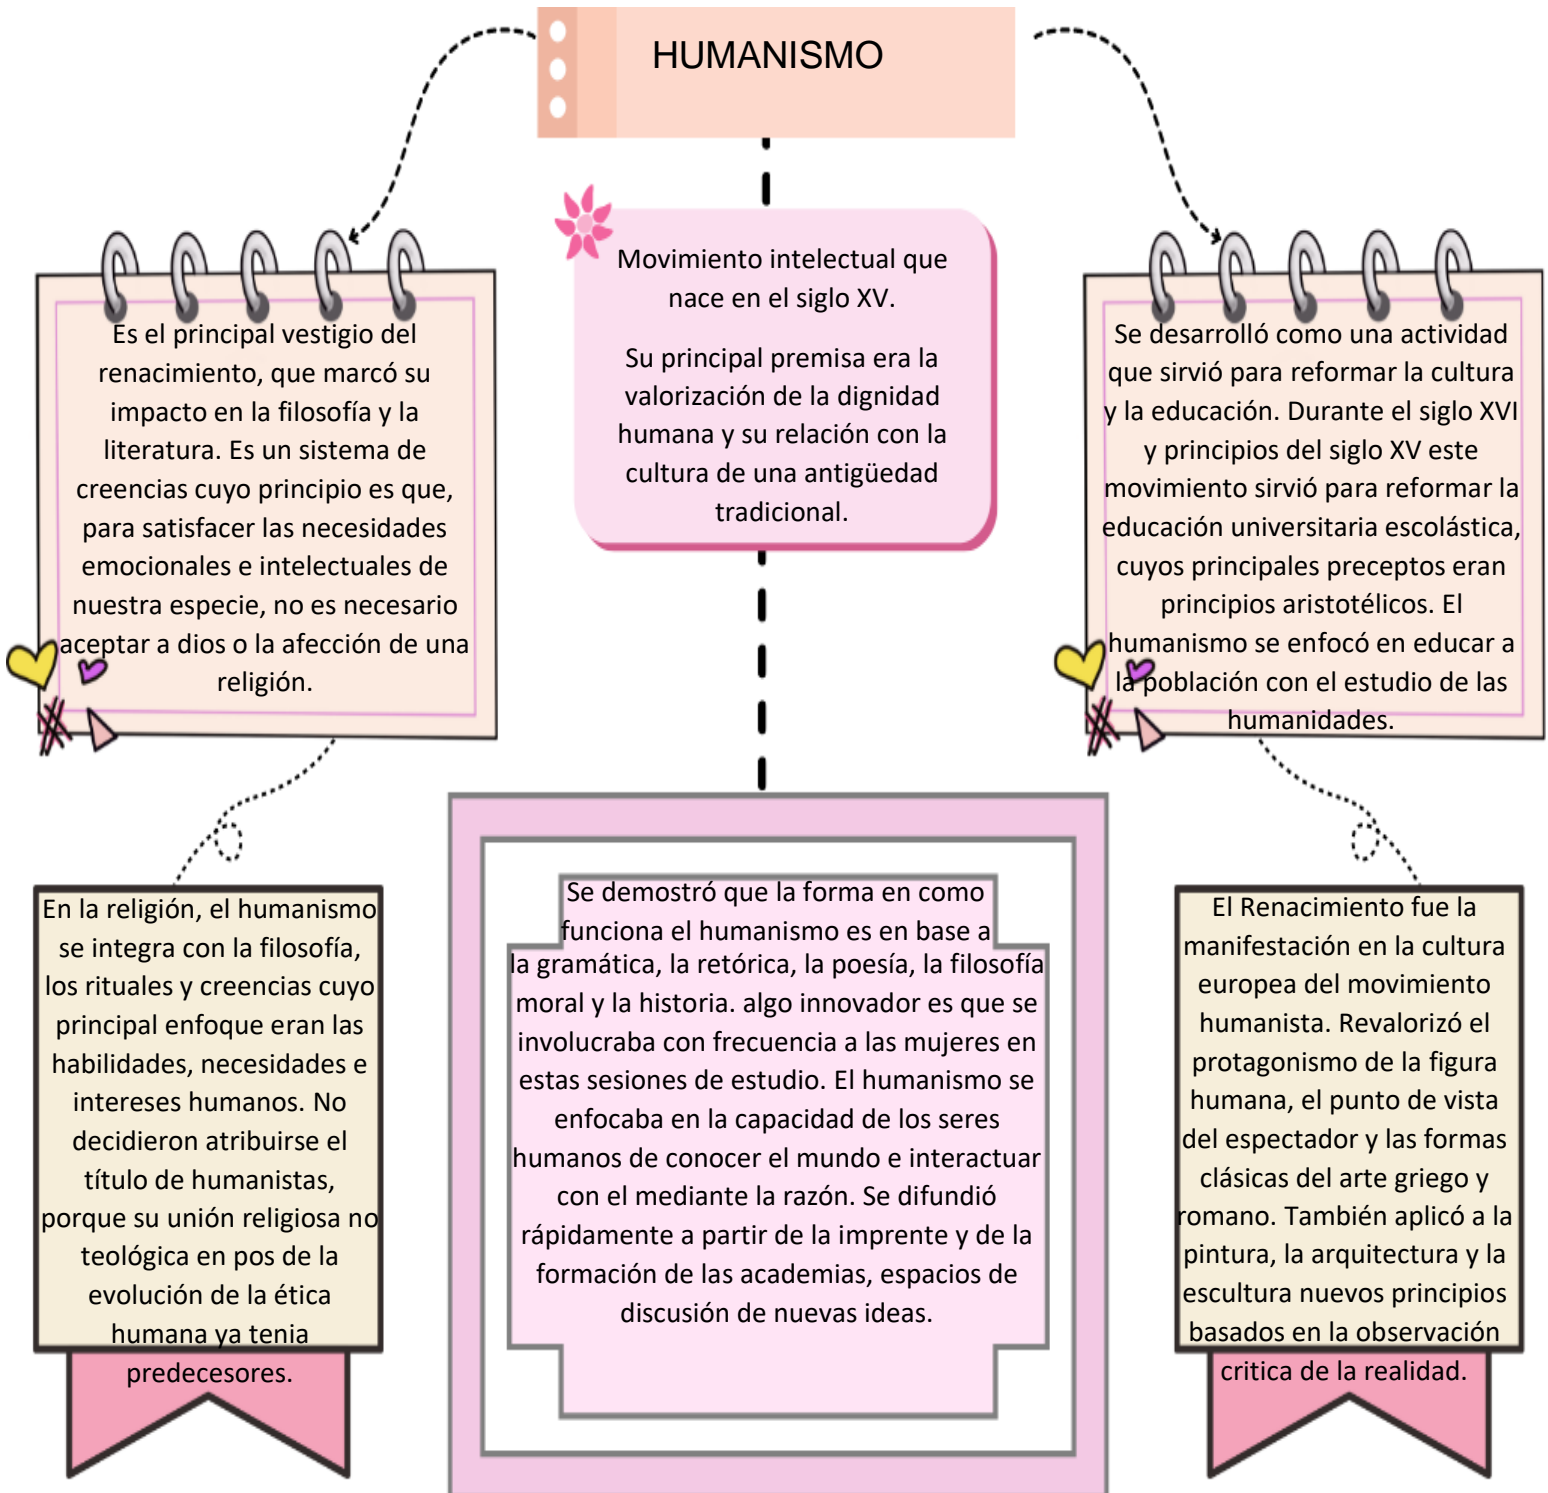 HUMANISMO
Movimiento intelectual que
nace en el siglo XV.
Su principal premisa era la
valorización de la dignidad
humana y su relación con la
cultura de una antigüedad
tradicional.
Es el principal vestigio del
renacimiento, que marcó su
impacto en la filosofía y la
literatura. Es un sistema de
creencias cuyo principio es que,
para satisfacer las necesidades
emocionales e intelectuales de
nuestra especie, no es necesario
aceptar a dios o la afección de una
religión.
Se desarrolló como una actividad
que sirvió para reformar la cultura
y la educación. Durante el siglo XVI
y principios del siglo XV este
movimiento sirvió para reformar la
educación universitaria escolástica,
cuyos principales preceptos eran
principios aristotélicos. El
humanismo se enfocó en educar a
la población con el estudio de las
humanidades.
En la religión, el humanismo
se integra con la filosofía,
los rituales y creencias cuyo
principal enfoque eran las
habilidades, necesidades e
intereses humanos. No
decidieron atribuirse el
título de humanistas,
porque su unión religiosa no
teológica en pos de la
evolución de la ética
humana ya tenia
predecesores.
Se demostró que la forma en como
funciona el humanismo es en base a
la gramática, la retórica, la poesía, la filosofía
moral y la historia. algo innovador es que se
involucraba con frecuencia a las mujeres en
estas sesiones de estudio. El humanismo se
enfocaba en la capacidad de los seres
humanos de conocer el mundo e interactuar
con el mediante la razón. Se difundió
rápidamente a partir de la imprente y de la
formación de las academias, espacios de
discusión de nuevas ideas.
El Renacimiento fue la
manifestación en la cultura
europea del movimiento
humanista. Revalorizó el
protagonismo de la figura
humana, el punto de vista
del espectador y las formas
clásicas del arte griego y
romano. También aplicó a la
pintura, la arquitectura y la
escultura nuevos principios
basados en la observación
critica de la realidad.